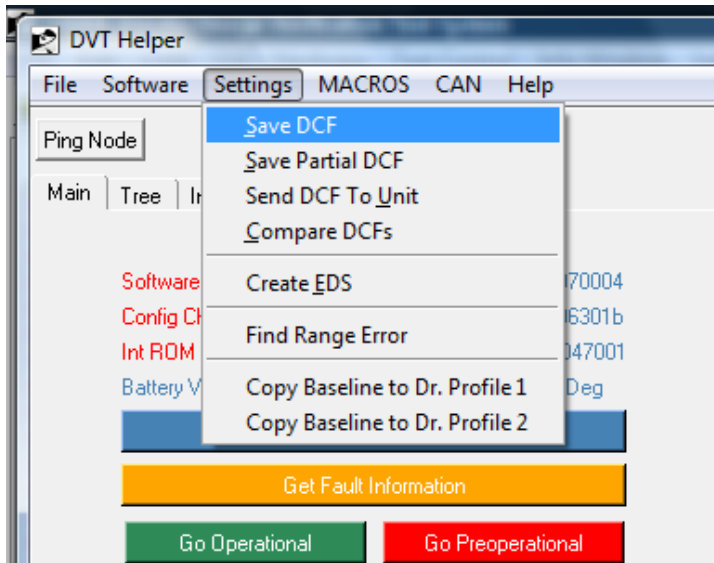 DVT Helper
File Software Settings MACROS CAN Help
Ping Node
Save DCF
Save Partial DCF
Send DCF To Unit
Compare DCFs
Create EDS
Find Range Error
Copy Baseline to Dr. Profile 1
Copy Baseline to Dr. Profile 2
Main Tree
Software 70004
Config 6301b
Int ROM 047001
Battery Deg
Get Fault Information
Go Operational Go Preoperational